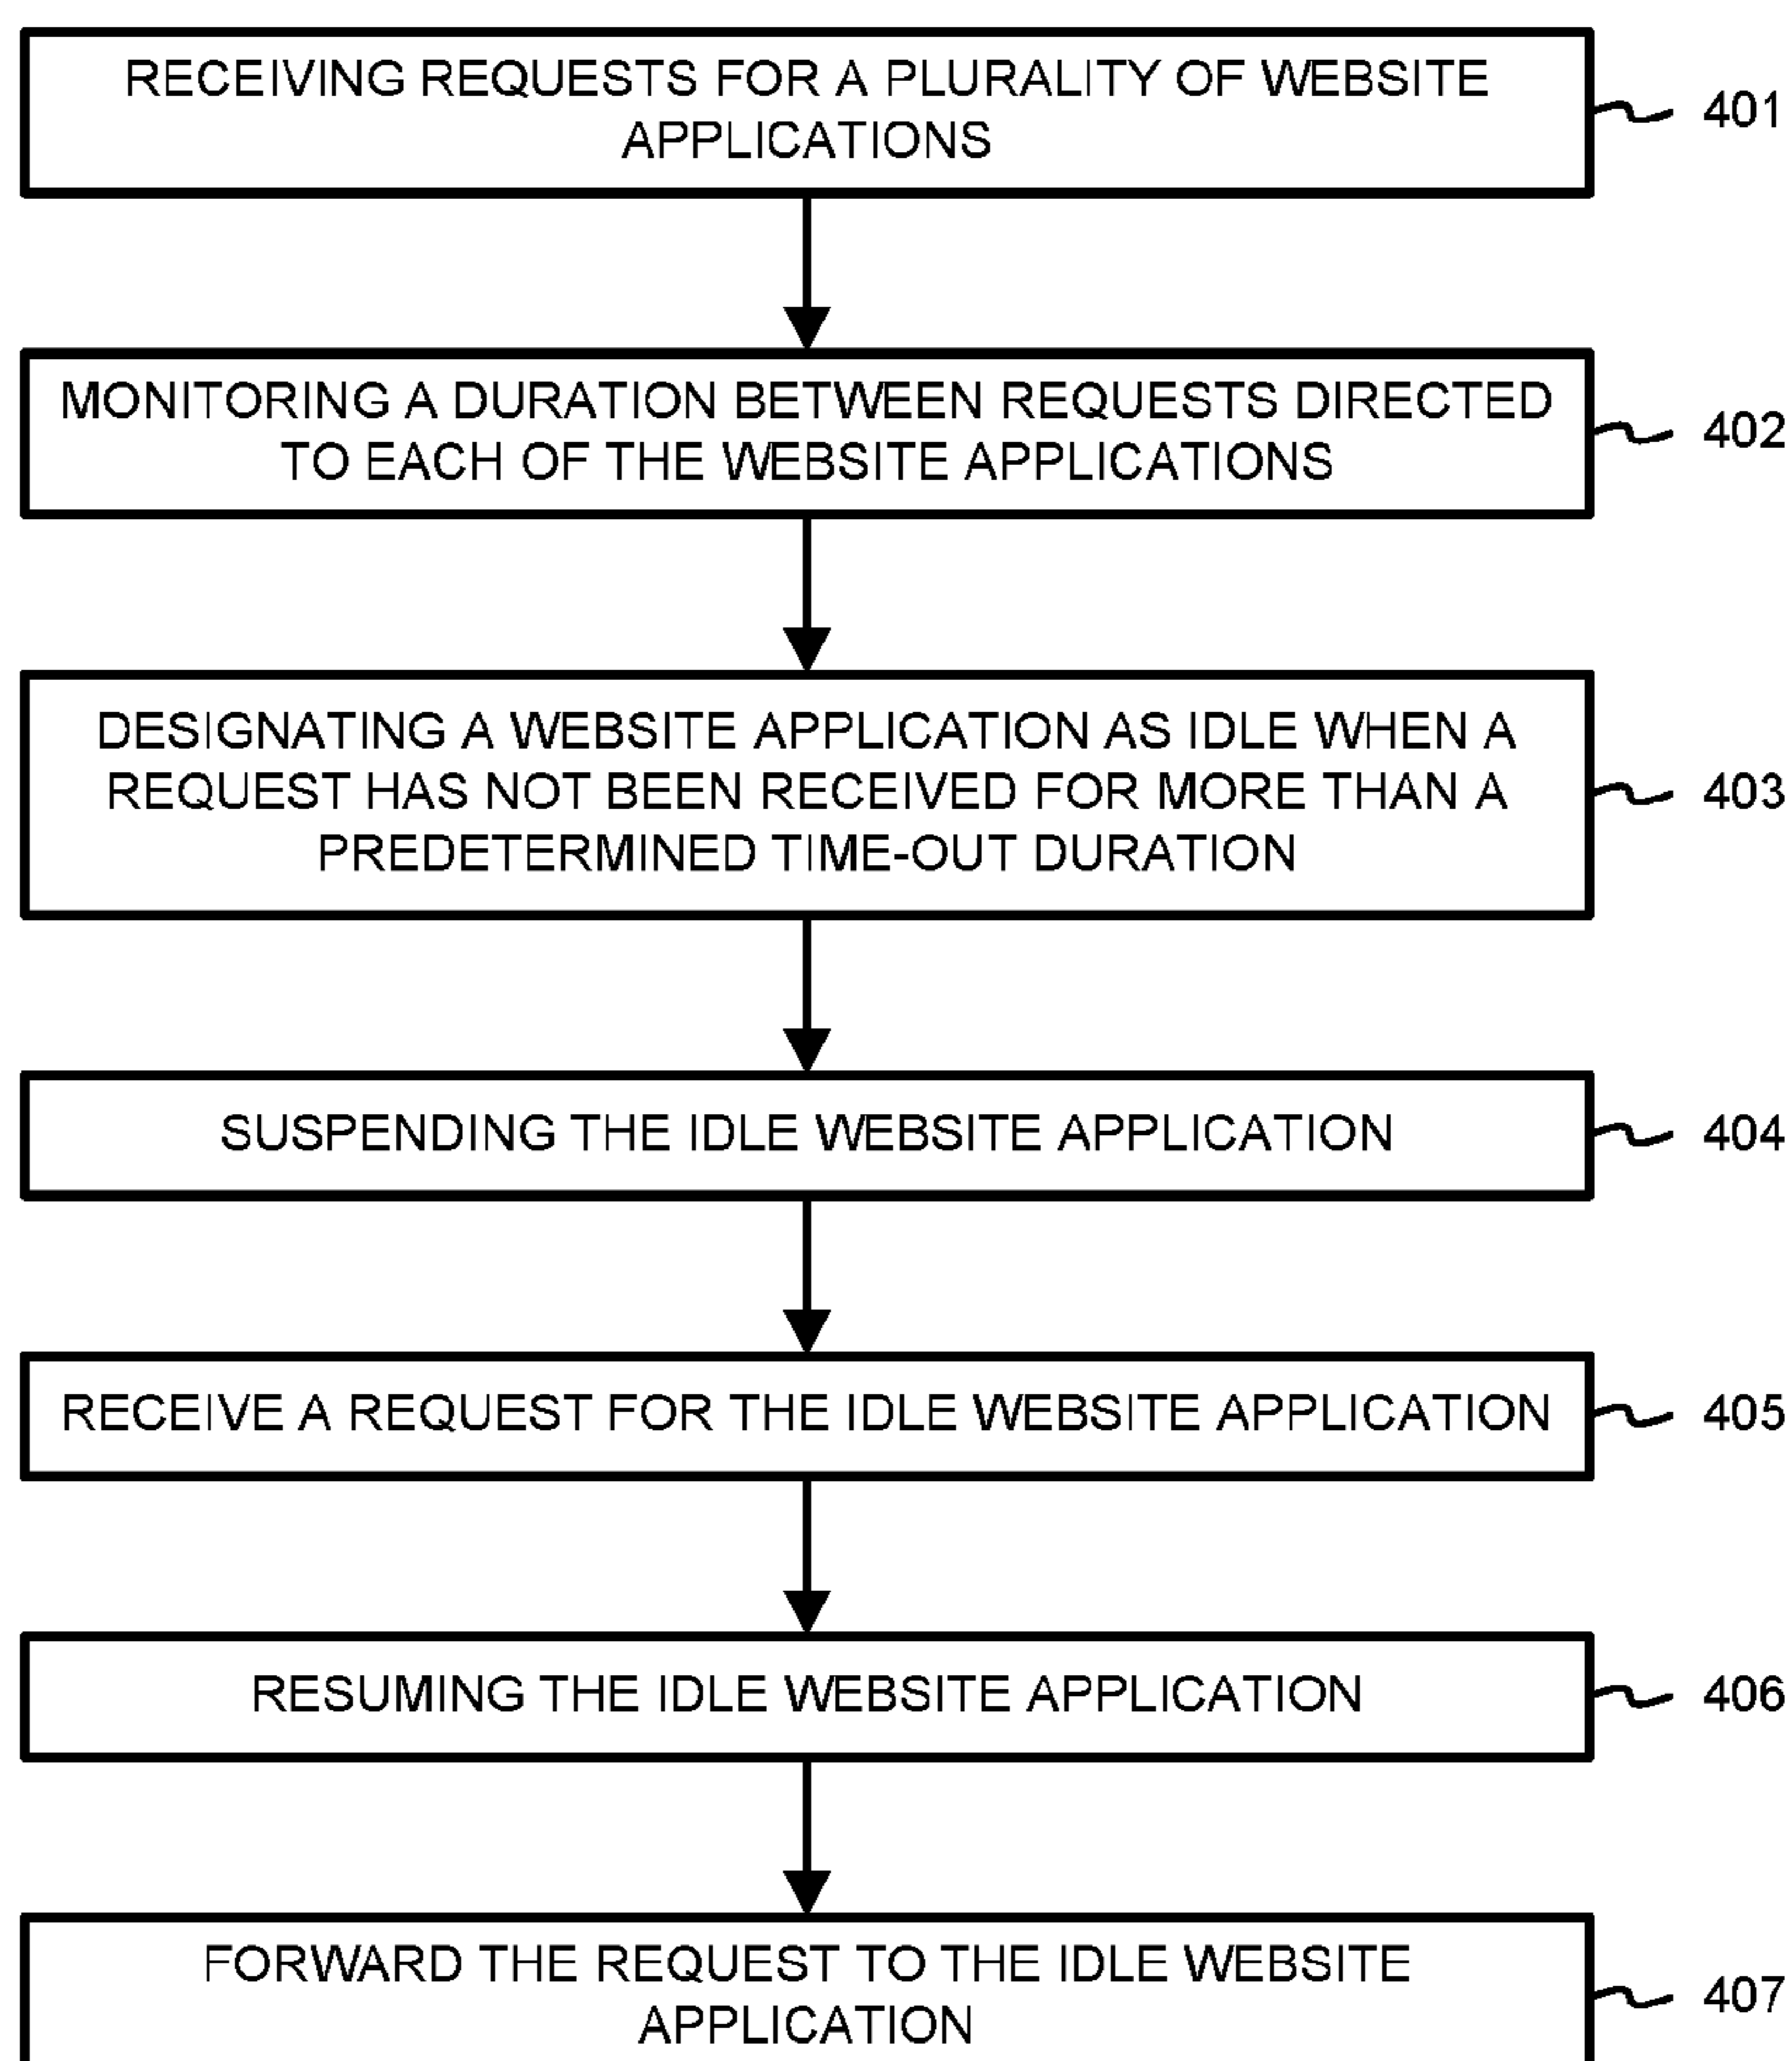 RECEIVING REQUESTS FOR A PLURALITY OF WEBSITE
APPLICATIONS
401
MONITORING A DURATION BETWEEN REQUESTS DIRECTED
TO EACH OF THE WEBSITE APPLICATIONS
402
DESIGNATING A WEBSITE APPLICATION AS IDLE WHEN A
REQUEST HAS NOT BEEN RECEIVED FOR MORE THAN A
PREDETERMINED TIME-OUT DURATION
403
SUSPENDING THE IDLE WEBSITE APPLICATION
404
RECEIVE A REQUEST FOR THE IDLE WEBSITE APPLICATION
405
RESUMING THE IDLE WEBSITE APPLICATION
406
FORWARD THE REQUEST TO THE IDLE WEBSITE
APPLICATION
407